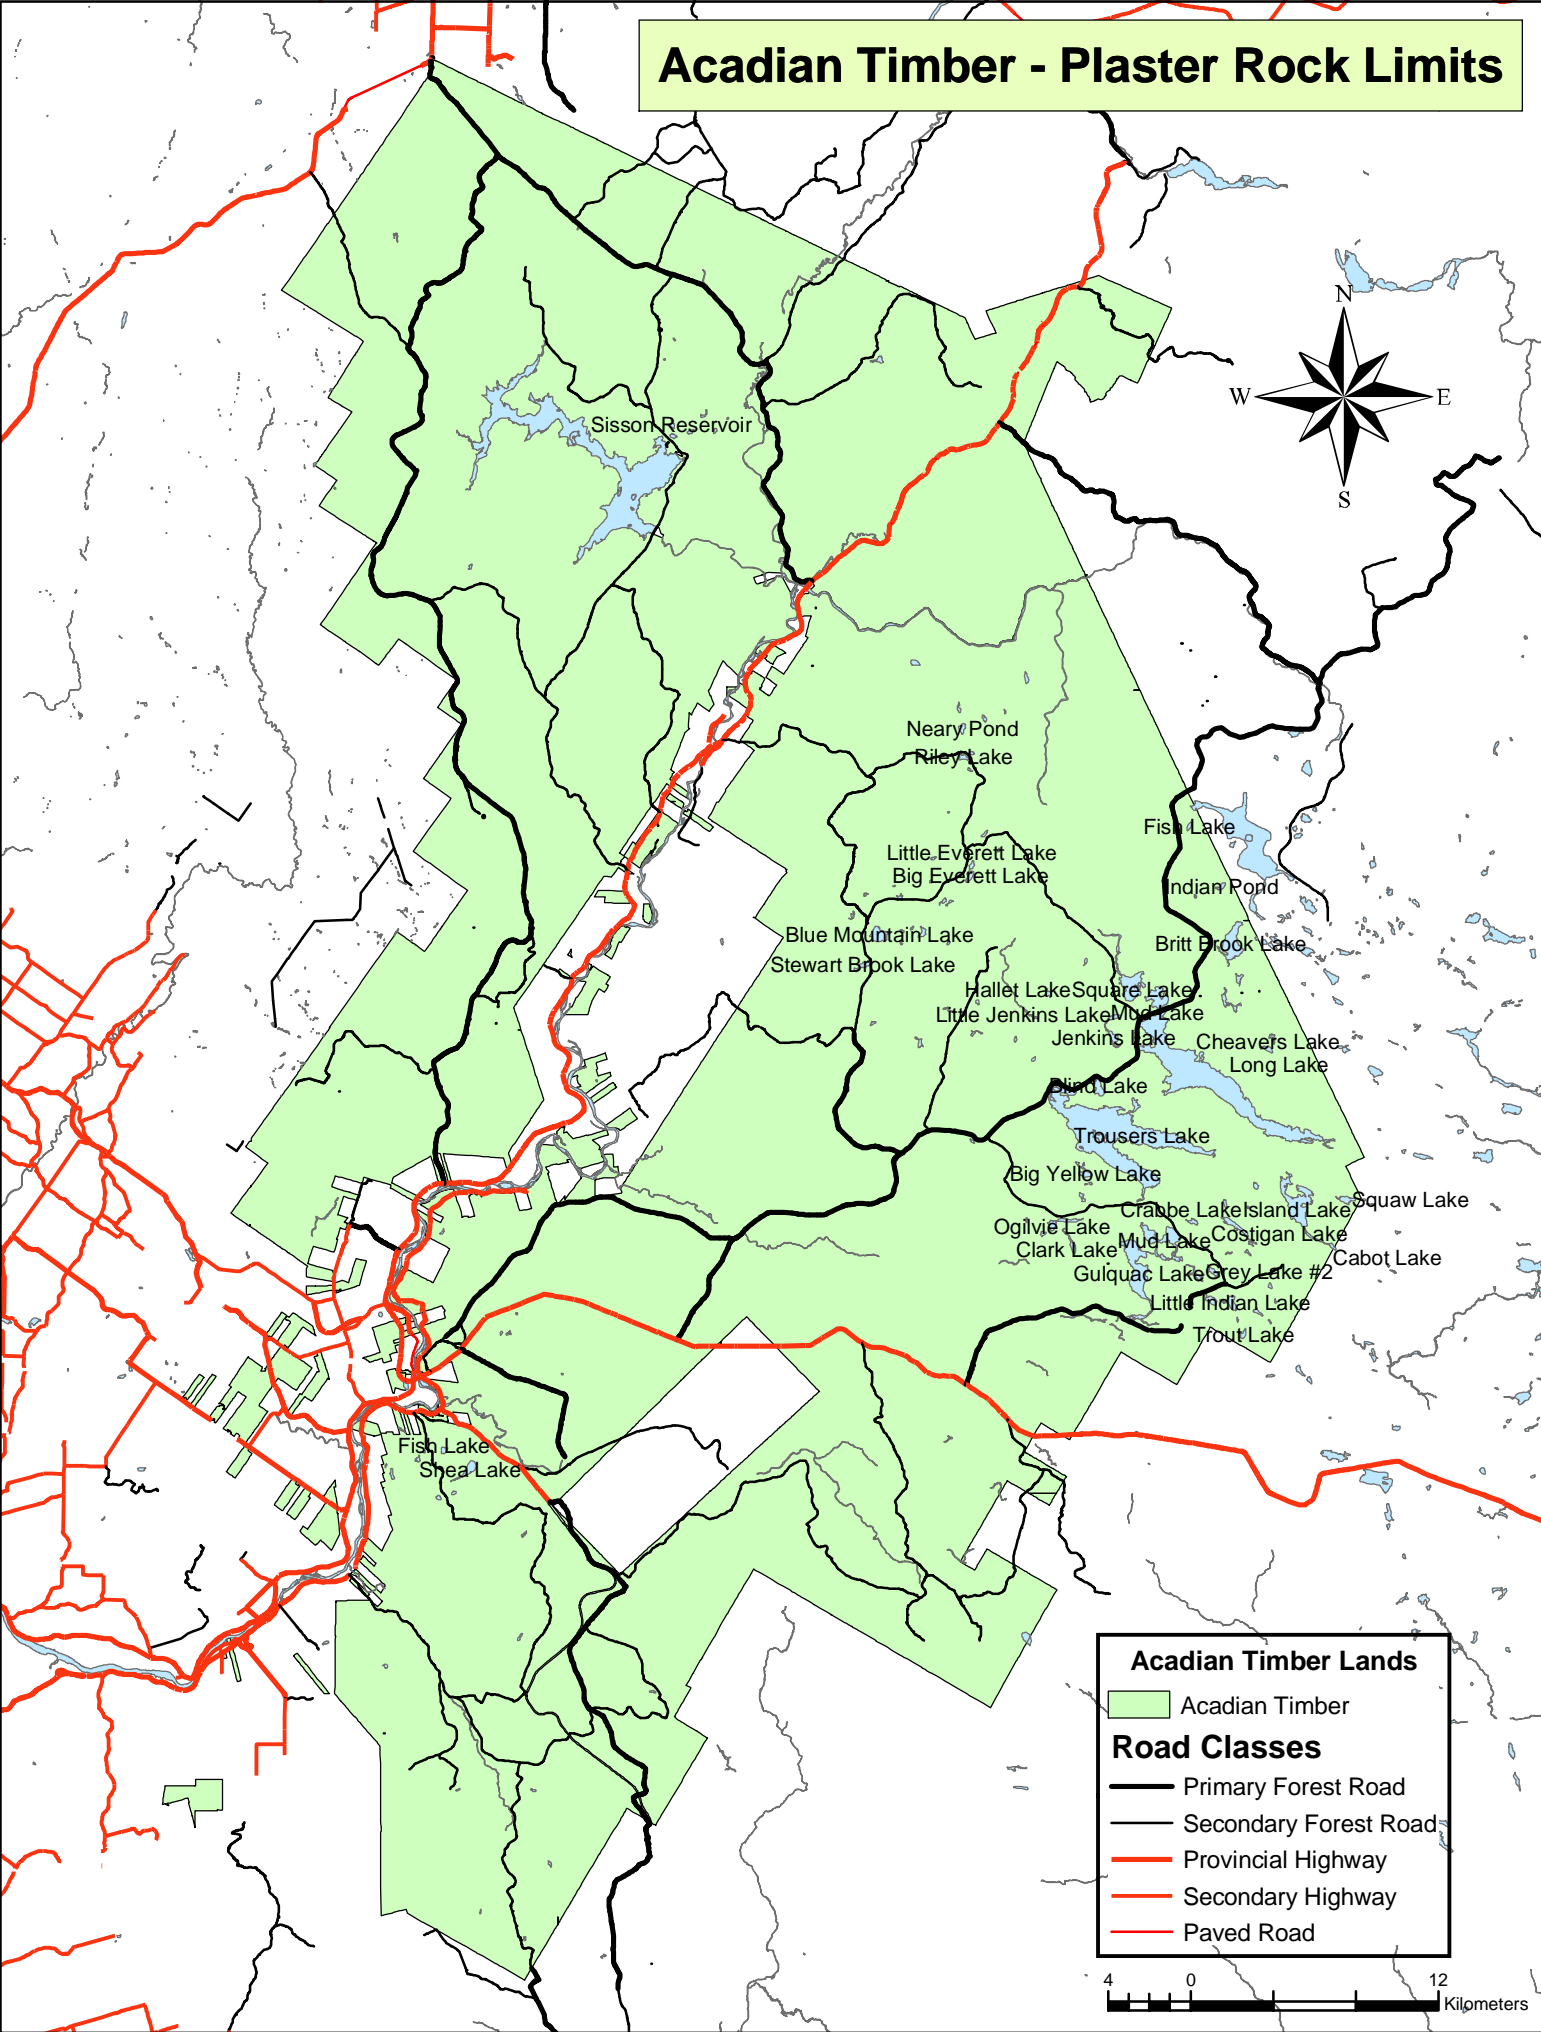 Acadian Timber - Plaster Rock Limits
N
W E
S
Sisson Reservoir
Neary Pond
Riley Lake
Fish Lake
Little Everett Lake
Big Everett Lake
Indian Pond
Blue Mountain Lake
Britt Brook Lake
Stewart Brook Lake
Hallet Lake Square Lake
Little Jenkins Lake Mud Lake
Jenkins Lake
Cheavers Lake
Long Lake
Blind Lake
Trousers Lake
Big Yellow Lake
Squaw Lake
Crabbe Lake Island Lake
Ogilvie Lake
Costigan Lake
Mud Lake
Clark Lake
Cabot Lake
Gulquac Lake Grey Lake #2
Little Indian Lake
Trout Lake
Fish Lake
Shea Lake
Acadian Timber Lands
Acadian Timber
Road Classes
Primary Forest Road
Secondary Forest Road
Provincial Highway
Secondary Highway
Paved Road
4 0 12
Kilometers